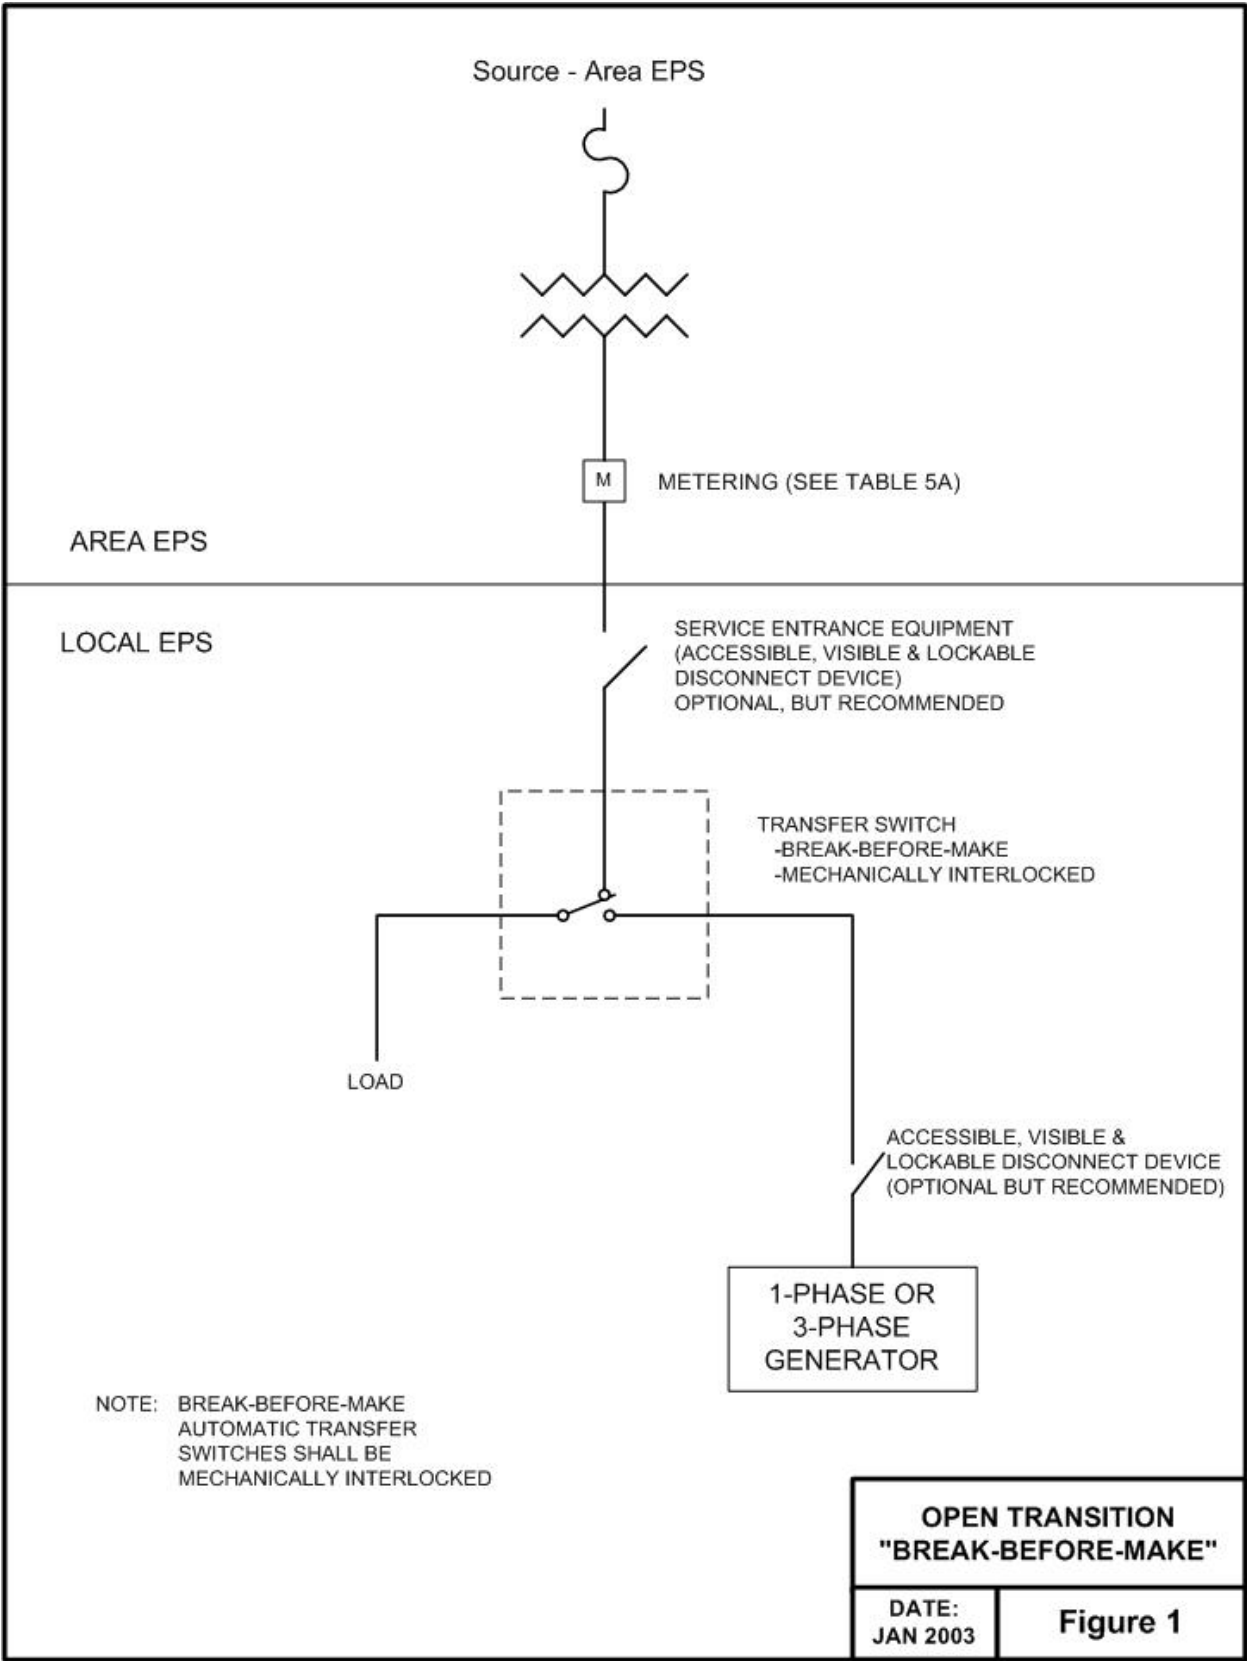 Source - Area EPS
M
METERING (SEE TABLE 5A)
AREA EPS
LOCAL EPS
SERVICE ENTRANCE EQUIPMENT
(ACCESSIBLE, VISIBLE & LOCKABLE
DISCONNECT DEVICE)
OPTIONAL, BUT RECOMMENDED
TRANSFER SWITCH
-BREAK-BEFORE-MAKE
-MECHANICALLY INTERLOCKED
LOAD
ACCESSIBLE, VISIBLE &
LOCKABLE DISCONNECT DEVICE
(OPTIONAL BUT RECOMMENDED)
1-PHASE OR
3-PHASE
GENERATOR
NOTE: BREAK-BEFORE-MAKE
AUTOMATIC TRANSFER
SWITCHES SHALL BE
MECHANICALLY INTERLOCKED
OPEN TRANSITION
"BREAK-BEFORE-MAKE"
DATE:
JAN 2003
Figure 1